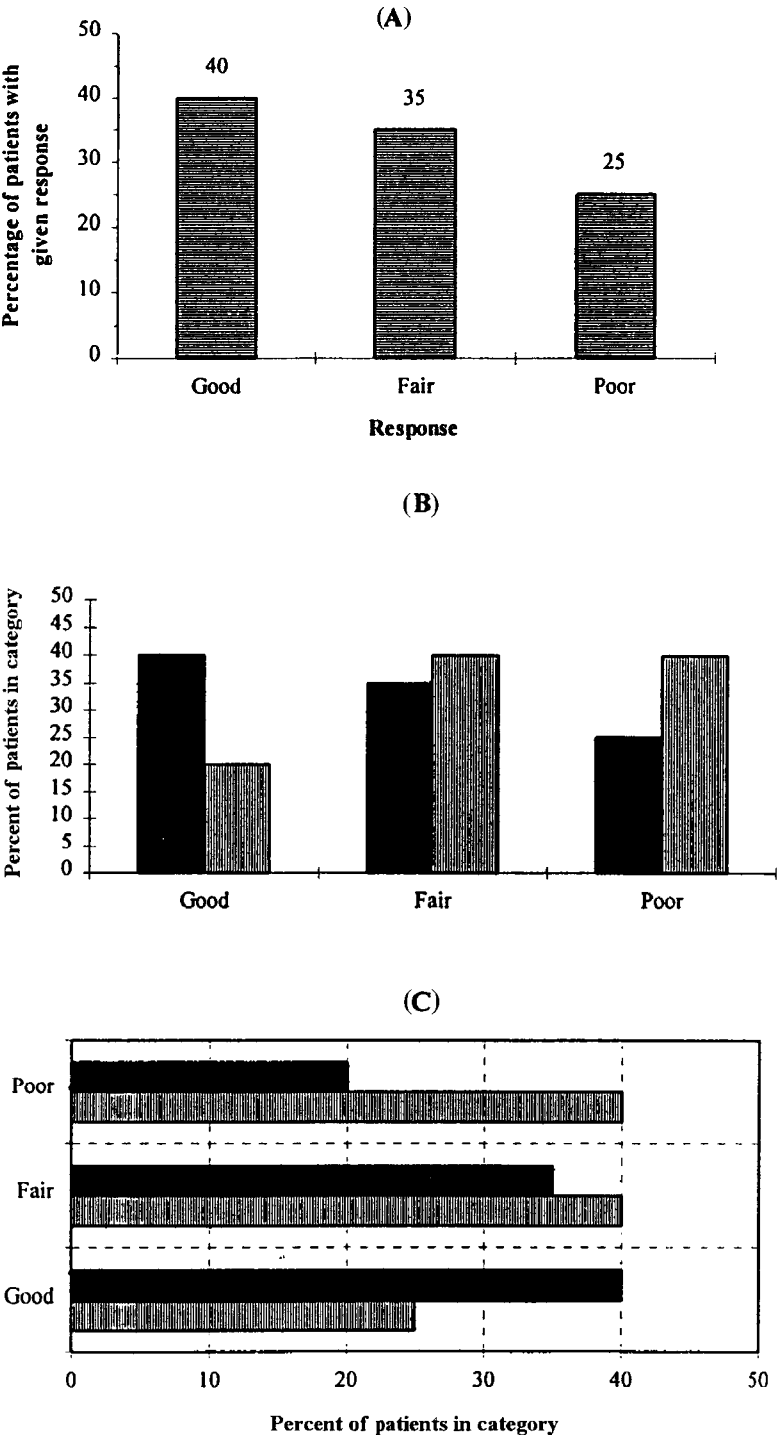 (A)
50
40
30
20
10
0
Percentage of patients with
given response
40
35
25
Good Fair Poor
Response
(B)
50
45
40
35
30
25
20
15
10
5
0
Percent of patients in category
Good Fair Poor
(C)
Poor
Fair
Good
0 10 20 30 40 50
Percent of patients in category